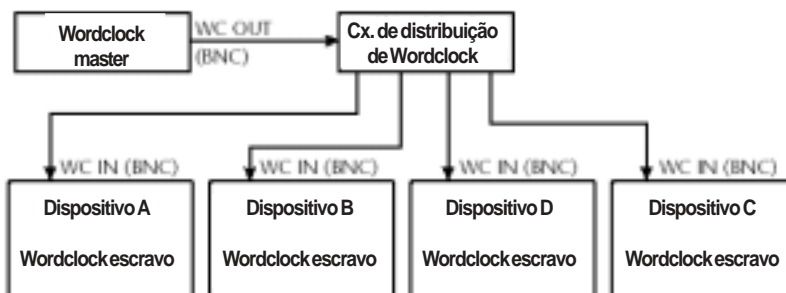 Wordclock
master
WC OUT
(BNC)
Cx. de distribuição
de Wordclock
WC IN (BNC)
WC IN (BNC)
WC IN (BNC)
WC IN (BNC)
Dispositivo A
Wordclock escravo
Dispositivo B
Wordclock escravo
Dispositivo D
Wordclock escravo
Dispositivo C
Wordclock escravo